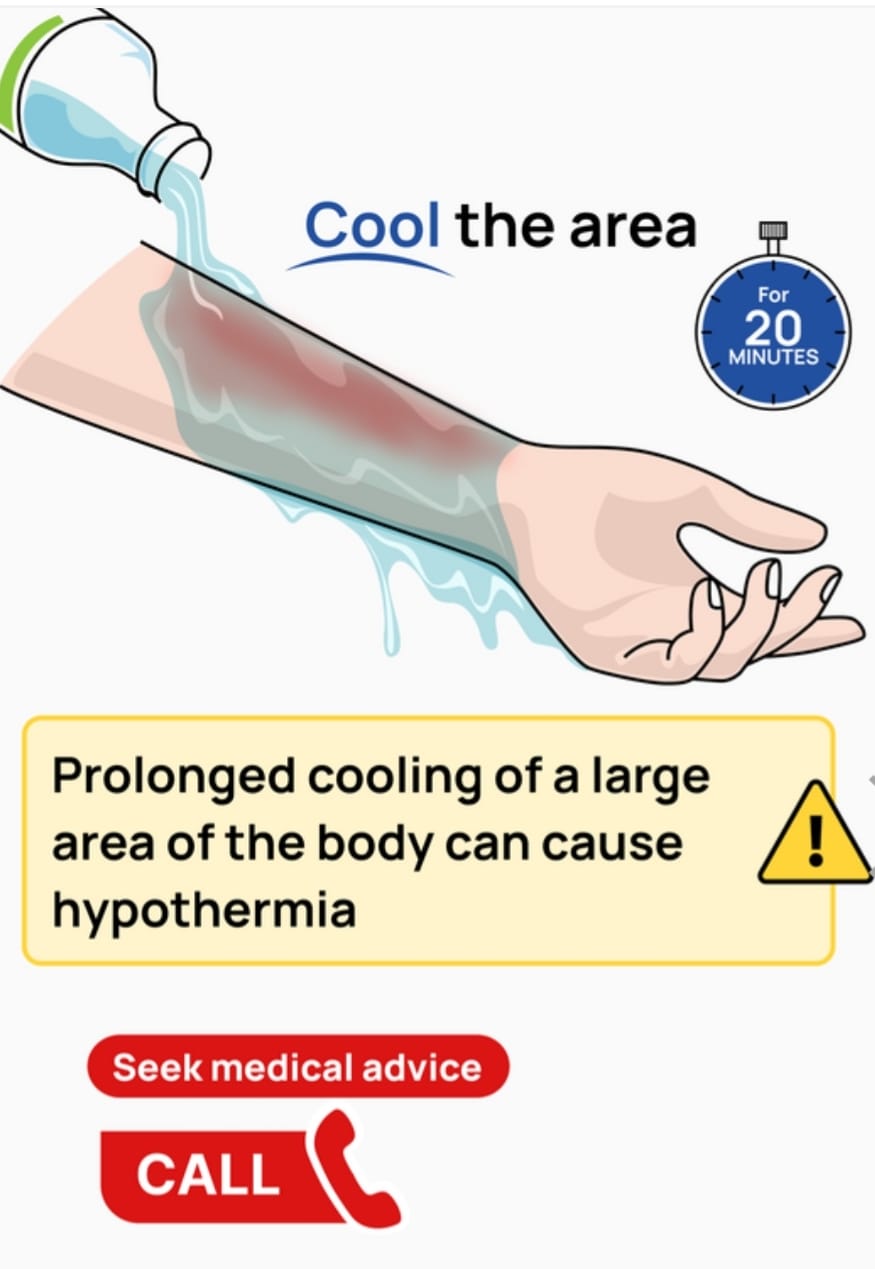 Cool the area
For
20
MINUTES
Prolonged cooling of a large
area of the body can cause
hypothermia
!
Seek medical advice
CALL